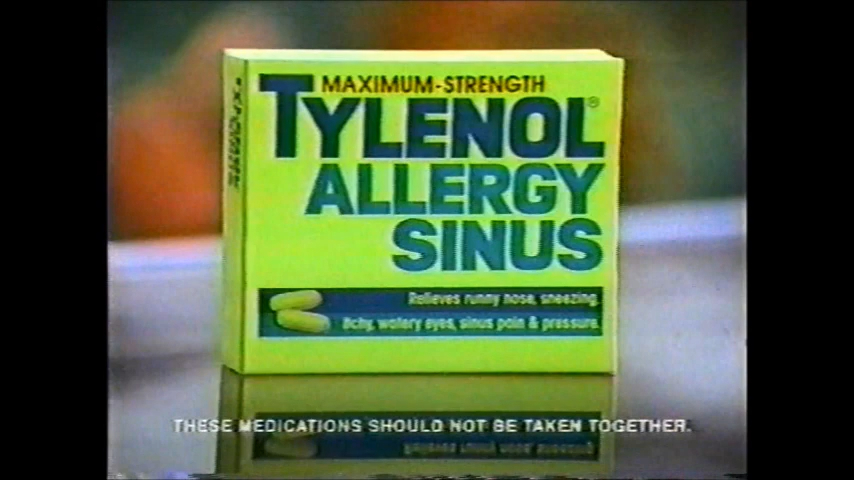 MAXIMUM-STRENGTH
TYLENOL®
ALLERGY
SINUS
Relieves runny nose, sneezing,
itchy, watery eyes, sinus pain & pressure.
THESE MEDICATIONS SHOULD NOT BE TAKEN TOGETHER.